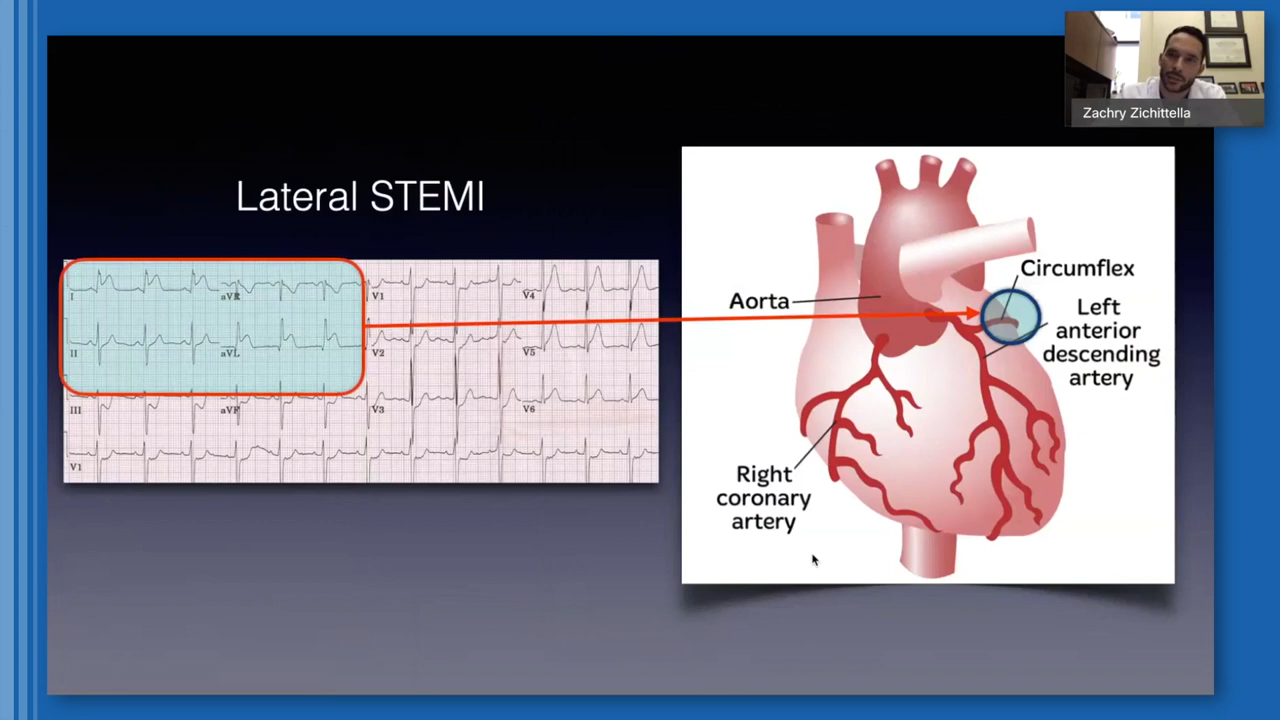 Zachry Zichittella
Lateral STEMI
I
aVR
V1
V4
II
aVL
V2
V5
III
aVF
V3
V6
V1
Aorta
Circumflex
Left
anterior
descending
artery
Right
coronary
artery